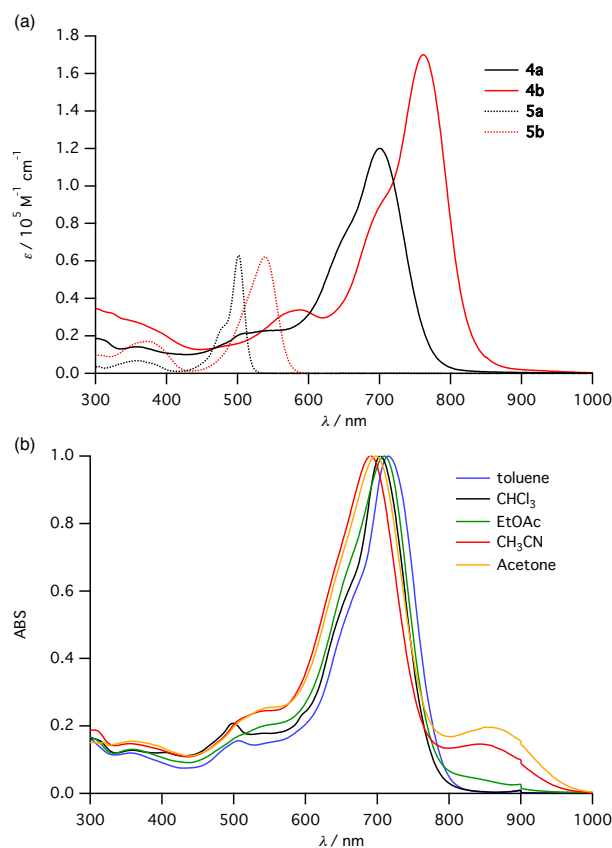 (a)
1.8
1.6
1.4
1.2
1.0
0.8
0.6
0.4
0.2
0.0
ε / 10⁵ M⁻¹ cm⁻¹
4a
4b
5a
5b
300 400 500 600 700 800 900 1000
λ / nm
(b)
1.0
0.8
0.6
0.4
0.2
0.0
ABS
toluene
CHCl₃
EtOAc
CH₃CN
Acetone
300 400 500 600 700 800 900 1000
λ / nm